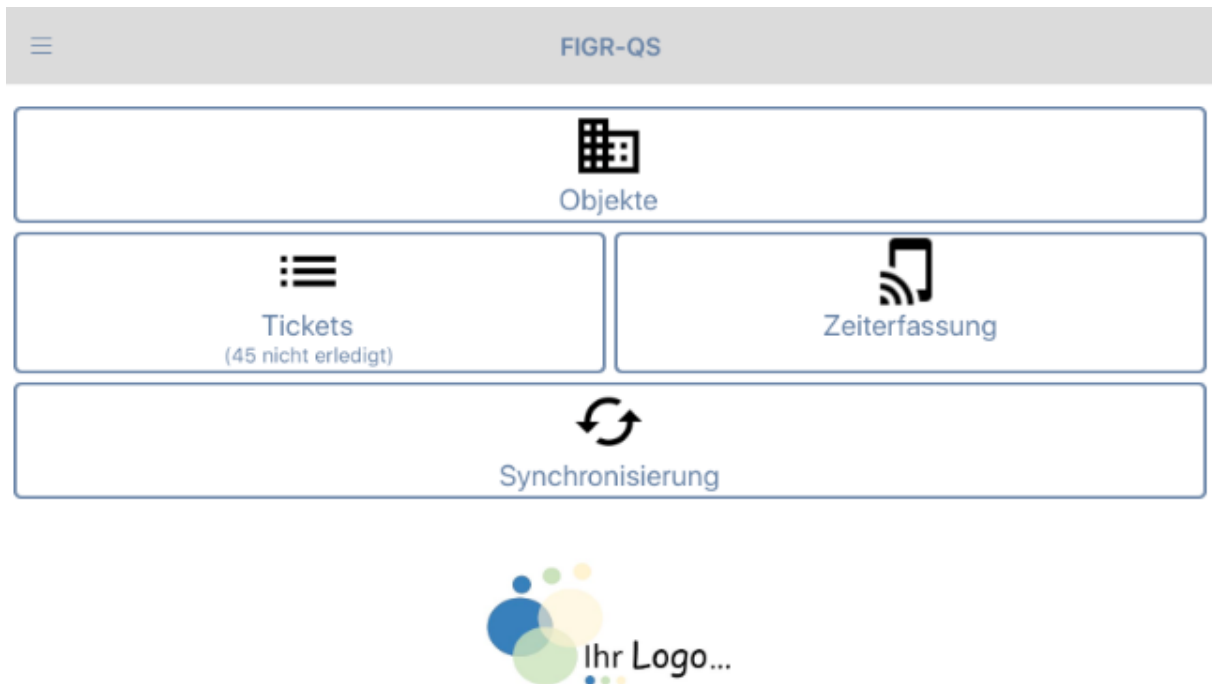 FIGR-QS
Objekte
Tickets
(45 nicht erledigt)
Zeiterfassung
Synchronisierung
Ihr Logo...